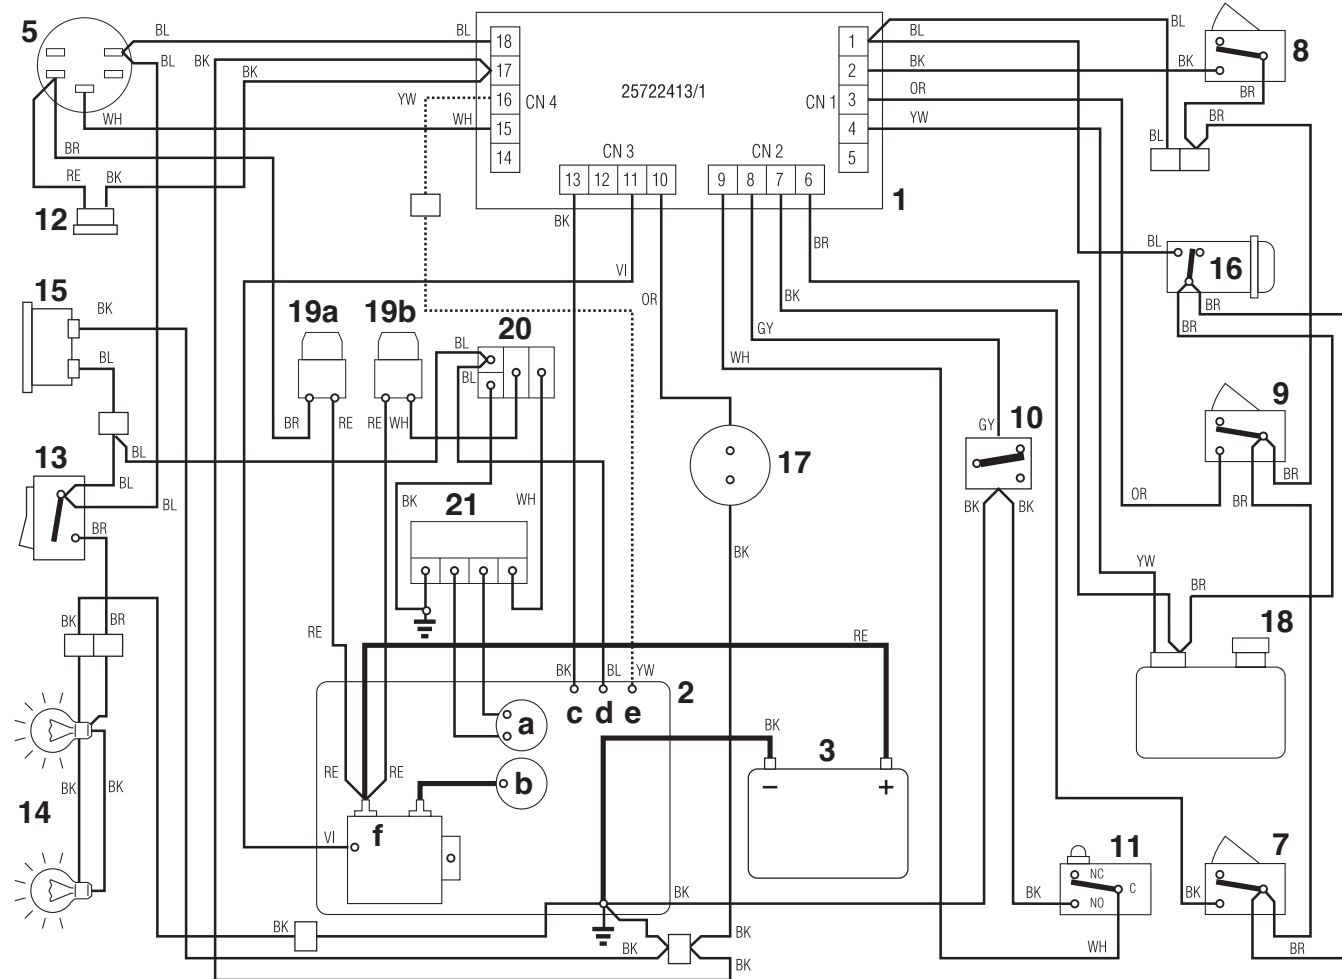 5
BL
BL
18
1
BL
BL
8
BK
BL
17
2
BK
BK
BK
25722413/1
YW
16
CN 4
CN 1
3
OR
BR
WH
WH
15
4
YW
BR
BR
14
CN 3
CN 2
5
BL
RE
BK
13
12
11
10
9
8
7
6
12
BK
1
BR
BL
16
15
VI
BK
BR
BK
19a
19b
20
OR
GY
BR
BL
BL
WH
BL
9
BR
RE
RE
WH
GY
10
17
13
BL
BR
BL
BL
BK
21
WH
BK
BK
OR
BR
BR
BK
YW
BR
BK
BR
RE
RE
18
BK
BL
YW
2
c
d
e
a
BK
3
RE
RE
b
–
+
14
BK
BK
VI
f
11
7
NC
C
NO
BK
BK
BK
BK
BK
BK
WH
BR
BK